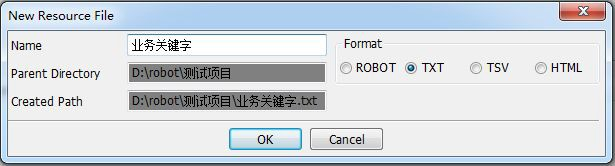 New Resource File
Name 业务关键字
Format
ROBOT TXT TSV HTML
Parent Directory D:\robot\测试项目
Created Path D:\robot\测试项目\业务关键字.txt
OK Cancel